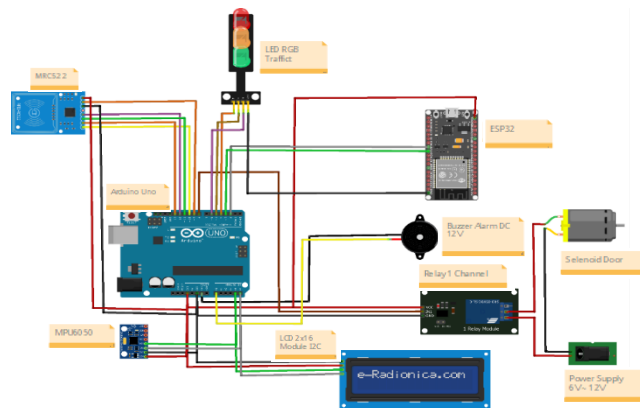 LED RGB
Traffict
MRC522
ESP32
Arduino Uno
UNO
Buzzer Alarm DC
12V
Selenoid Door
Relay 1 Channel
1 Relay Module
MPU6050
LCD 2x16
Module I2C
e-Radionica.com
Power Supply
6V~ 12V